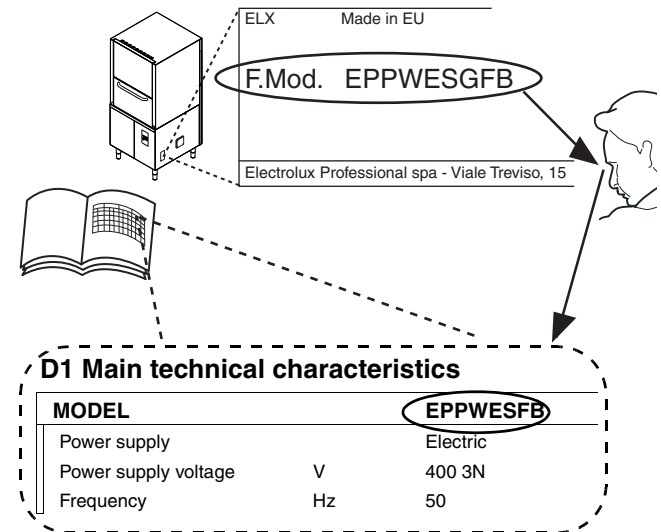 ELX Made in EU
F.Mod. EPPWESGFB
Electrolux Professional spa - Viale Treviso, 15
D1 Main technical characteristics
MODEL EPPWESFB
Power supply Electric
Power supply voltage V 400 3N
Frequency Hz 50